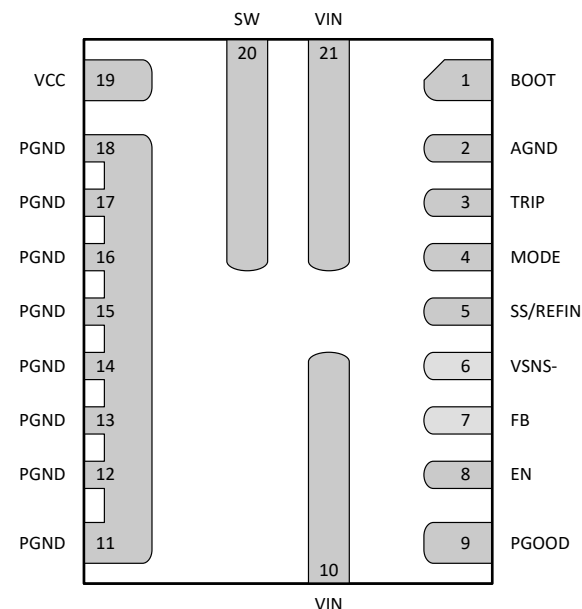 SW VIN
20 21
VCC 19 1 BOOT
PGND 18 2 AGND
PGND 17 3 TRIP
PGND 16 4 MODE
PGND 15 5 SS/REFIN
PGND 14 6 VSNS-
PGND 13 7 FB
PGND 12 8 EN
PGND 11 9 PGOOD
10
VIN